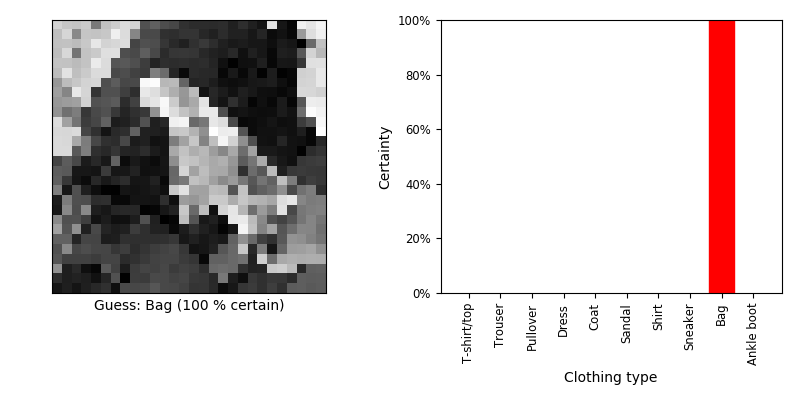 Guess: Bag (100 % certain)
100%
80%
60%
40%
20%
0%
Certainty
T-shirt/top
Trouser
Pullover
Dress
Coat
Sandal
Shirt
Sneaker
Bag
Ankle boot
Clothing type